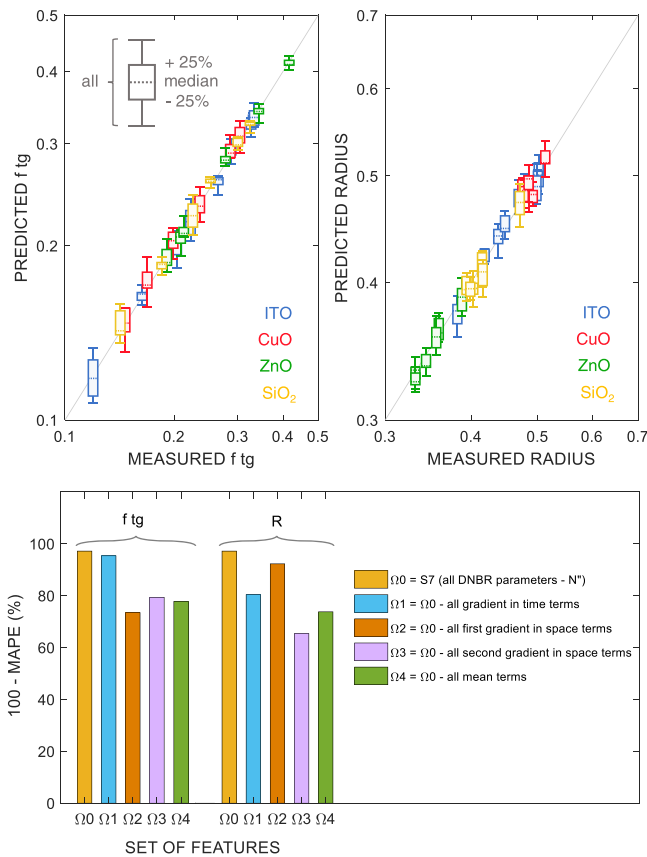 0.5
0.4
0.3
0.2
0.1
PREDICTED f tg
all
+ 25%
median
- 25%
ITO
CuO
ZnO
SiO₂
0.1 0.2 0.3 0.4 0.5
MEASURED f tg
0.7
0.6
0.5
0.4
0.3
PREDICTED RADIUS
ITO
CuO
ZnO
SiO₂
0.3 0.4 0.5 0.6 0.7
MEASURED RADIUS
100
80
60
40
20
0
100 - MAPE (%)
f tg R
Ω0 = S7 (all DNBR parameters - N")
Ω1 = Ω0 - all gradient in time terms
Ω2 = Ω0 - all first gradient in space terms
Ω3 = Ω0 - all second gradient in space terms
Ω4 = Ω0 - all mean terms
Ω0 Ω1 Ω2 Ω3 Ω4 Ω0 Ω1 Ω2 Ω3 Ω4
SET OF FEATURES